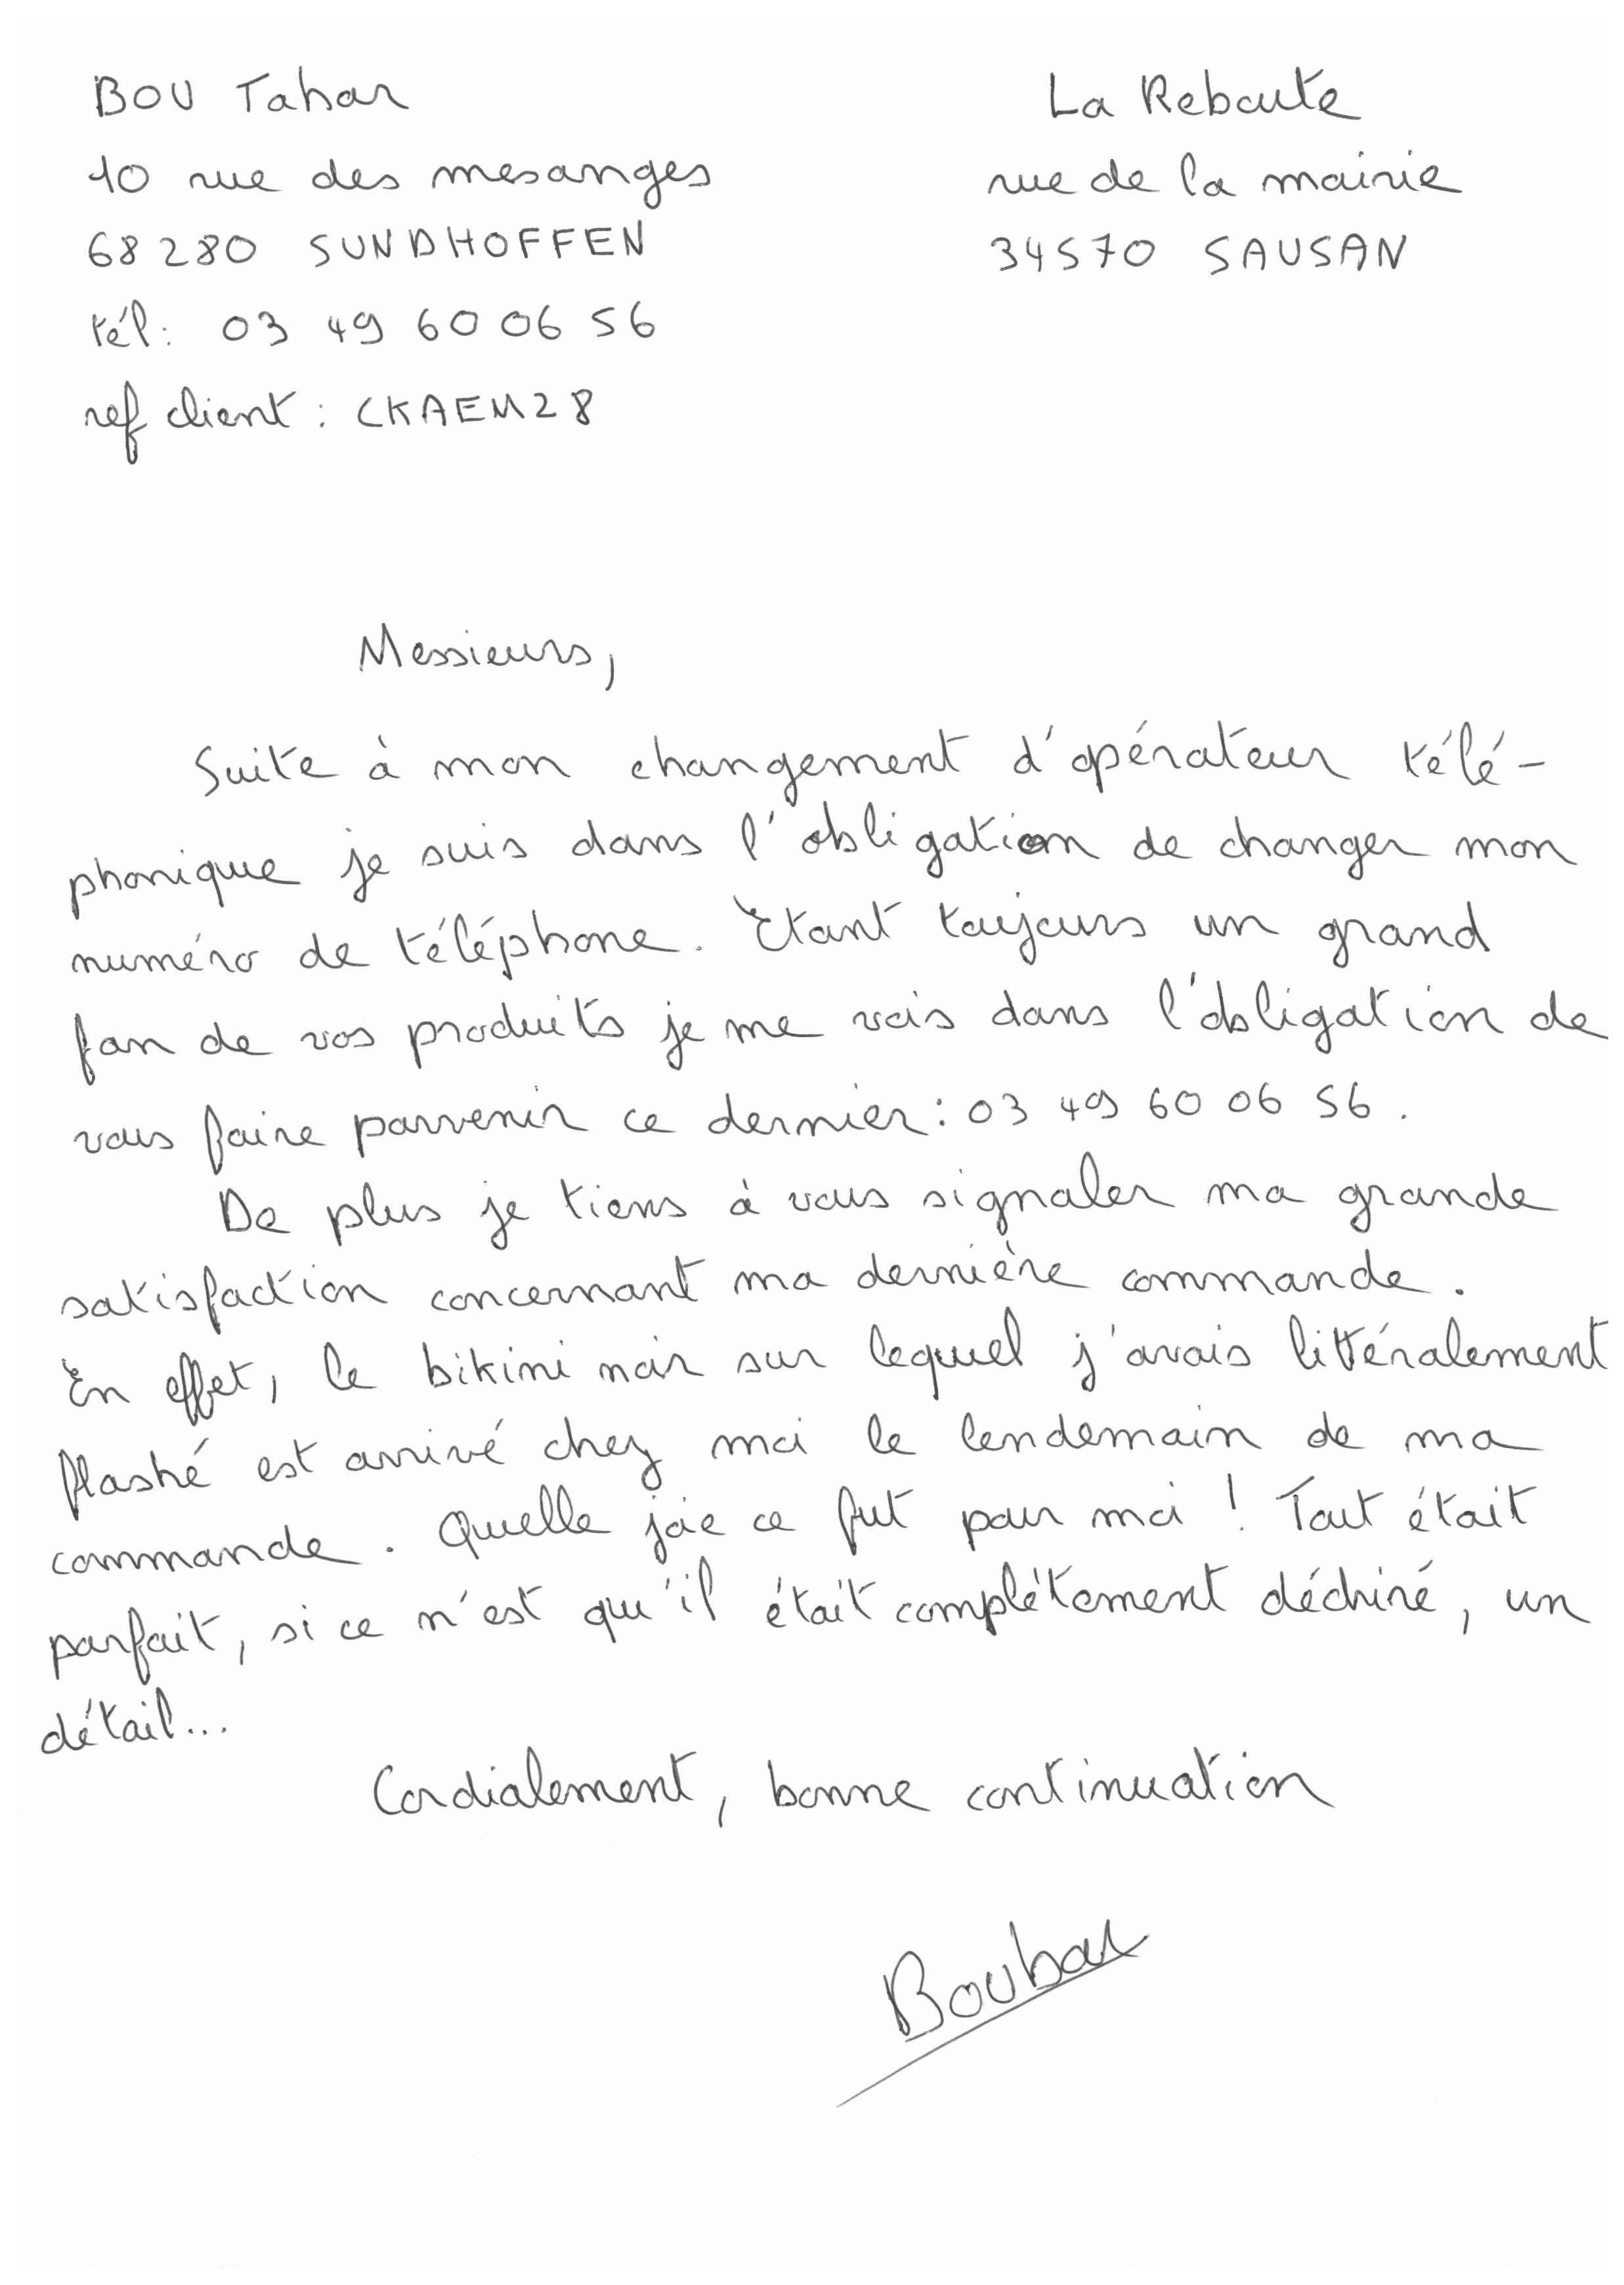 BOU Tahar
10 rue des mesanges
68280 SUNDHOFFEN
tél: 03 49 60 06 56
ref client : CKAEM28
La Reboute
rue de la mairie
34570 SAUSAN
Messieurs,
Suite à mon changement d'opérateur télé-
phonique je suis dans l'obligation de changer mon
numéro de téléphone. Etant toujours un grand
fan de vos produits je me vois dans l'obligation de
vous faire parvenir ce dernier : 03 49 60 06 56.
De plus je tiens à vous signaler ma grande
satisfaction concernant ma dernière commande.
En effet, le bikini noir sur lequel j'avais littéralement
flashé est arrivé chez moi le lendemain de ma
commande. Quelle joie ce fut pour moi ! Tout était
parfait, si ce n'est qu'il était complètement déchiré, un
détail...
Cordialement, bonne continuation
Bouhar